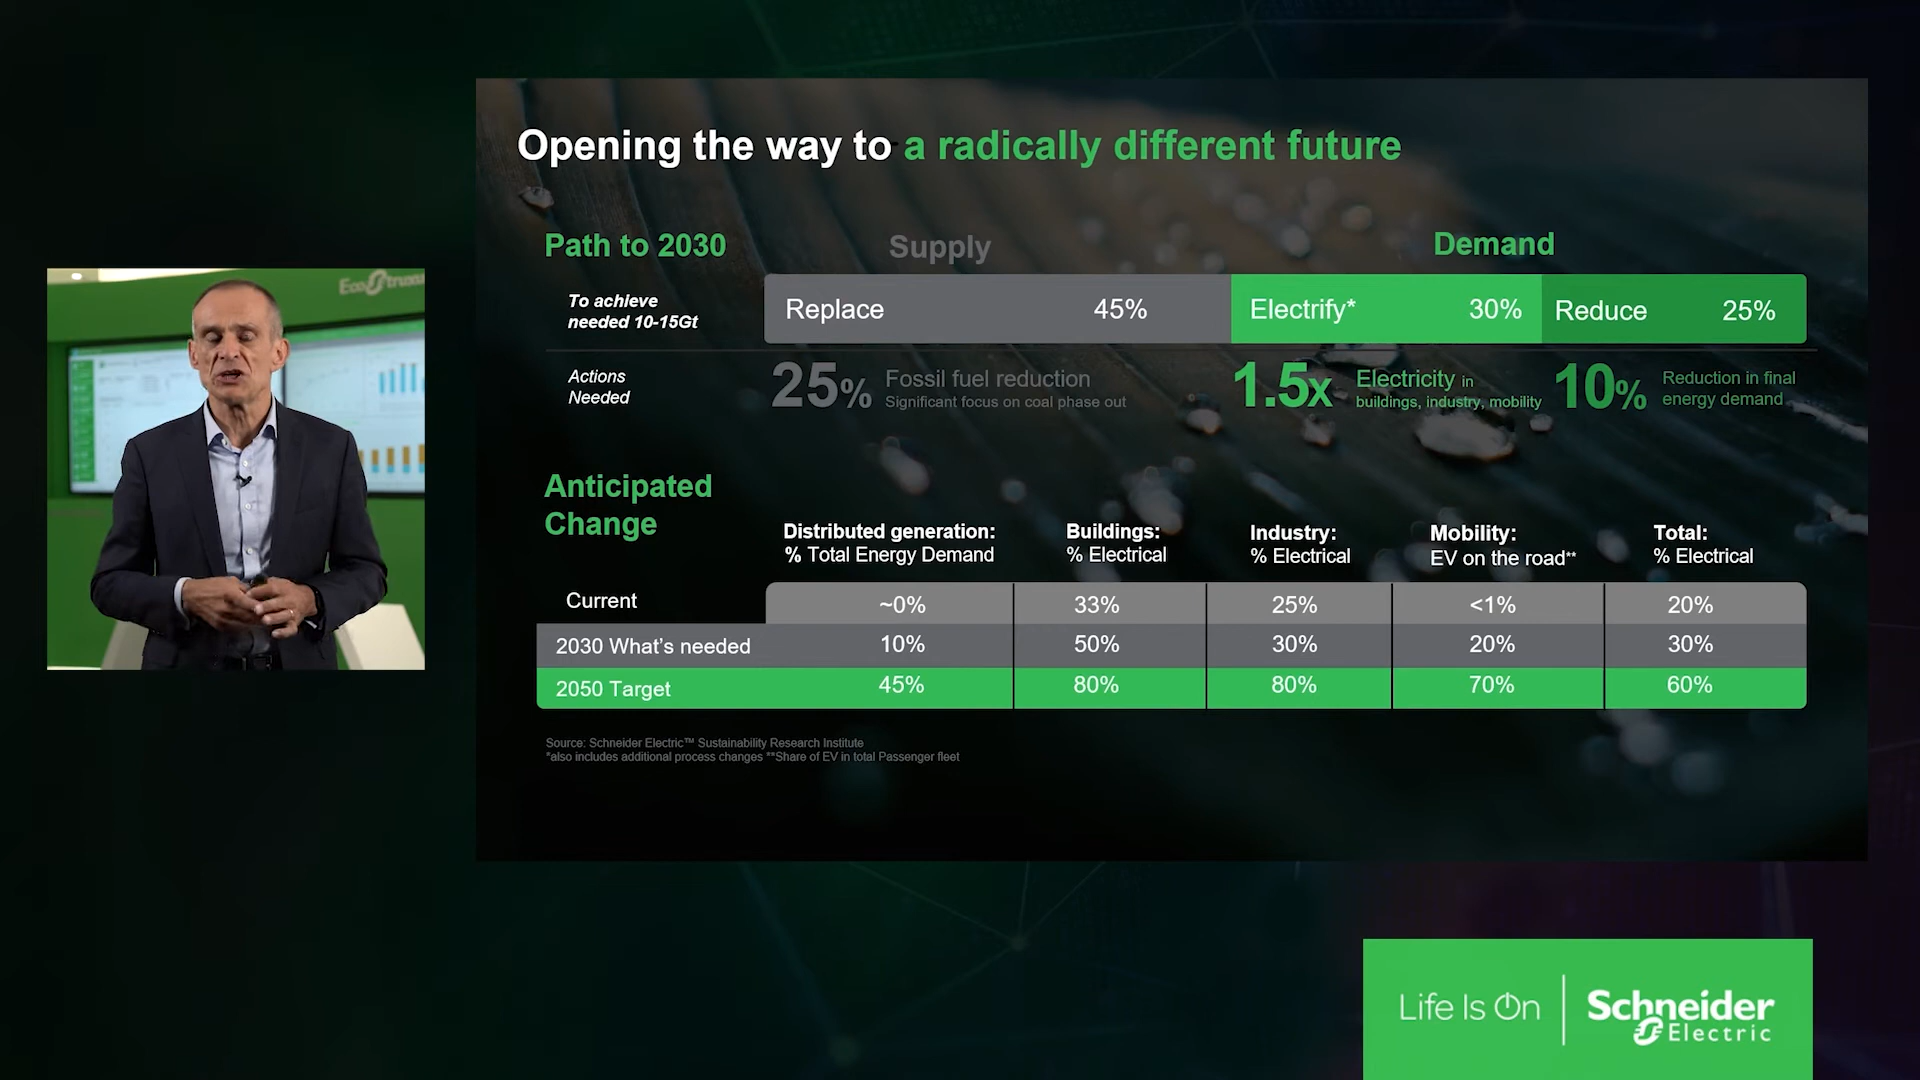 EcoStruxu
Opening the way to a radically different future
Path to 2030
Supply
Demand
To achieve
needed 10-15Gt
Replace 45%
Electrify* 30%
Reduce 25%
Actions
Needed
25% Fossil fuel reduction
Significant focus on coal phase out
1.5x Electricity in
buildings, industry, mobility
10% Reduction in final
energy demand
Anticipated
Change
Distributed generation:
% Total Energy Demand
Buildings:
% Electrical
Industry:
% Electrical
Mobility:
EV on the road**
Total:
% Electrical
Current ~0% 33% 25% <1% 20%
2030 What’s needed 10% 50% 30% 20% 30%
2050 Target 45% 80% 80% 70% 60%
Source: Schneider Electric™ Sustainability Research Institute
*also includes additional process changes **Share of EV in total Passenger fleet
Life Is On
Schneider
Electric